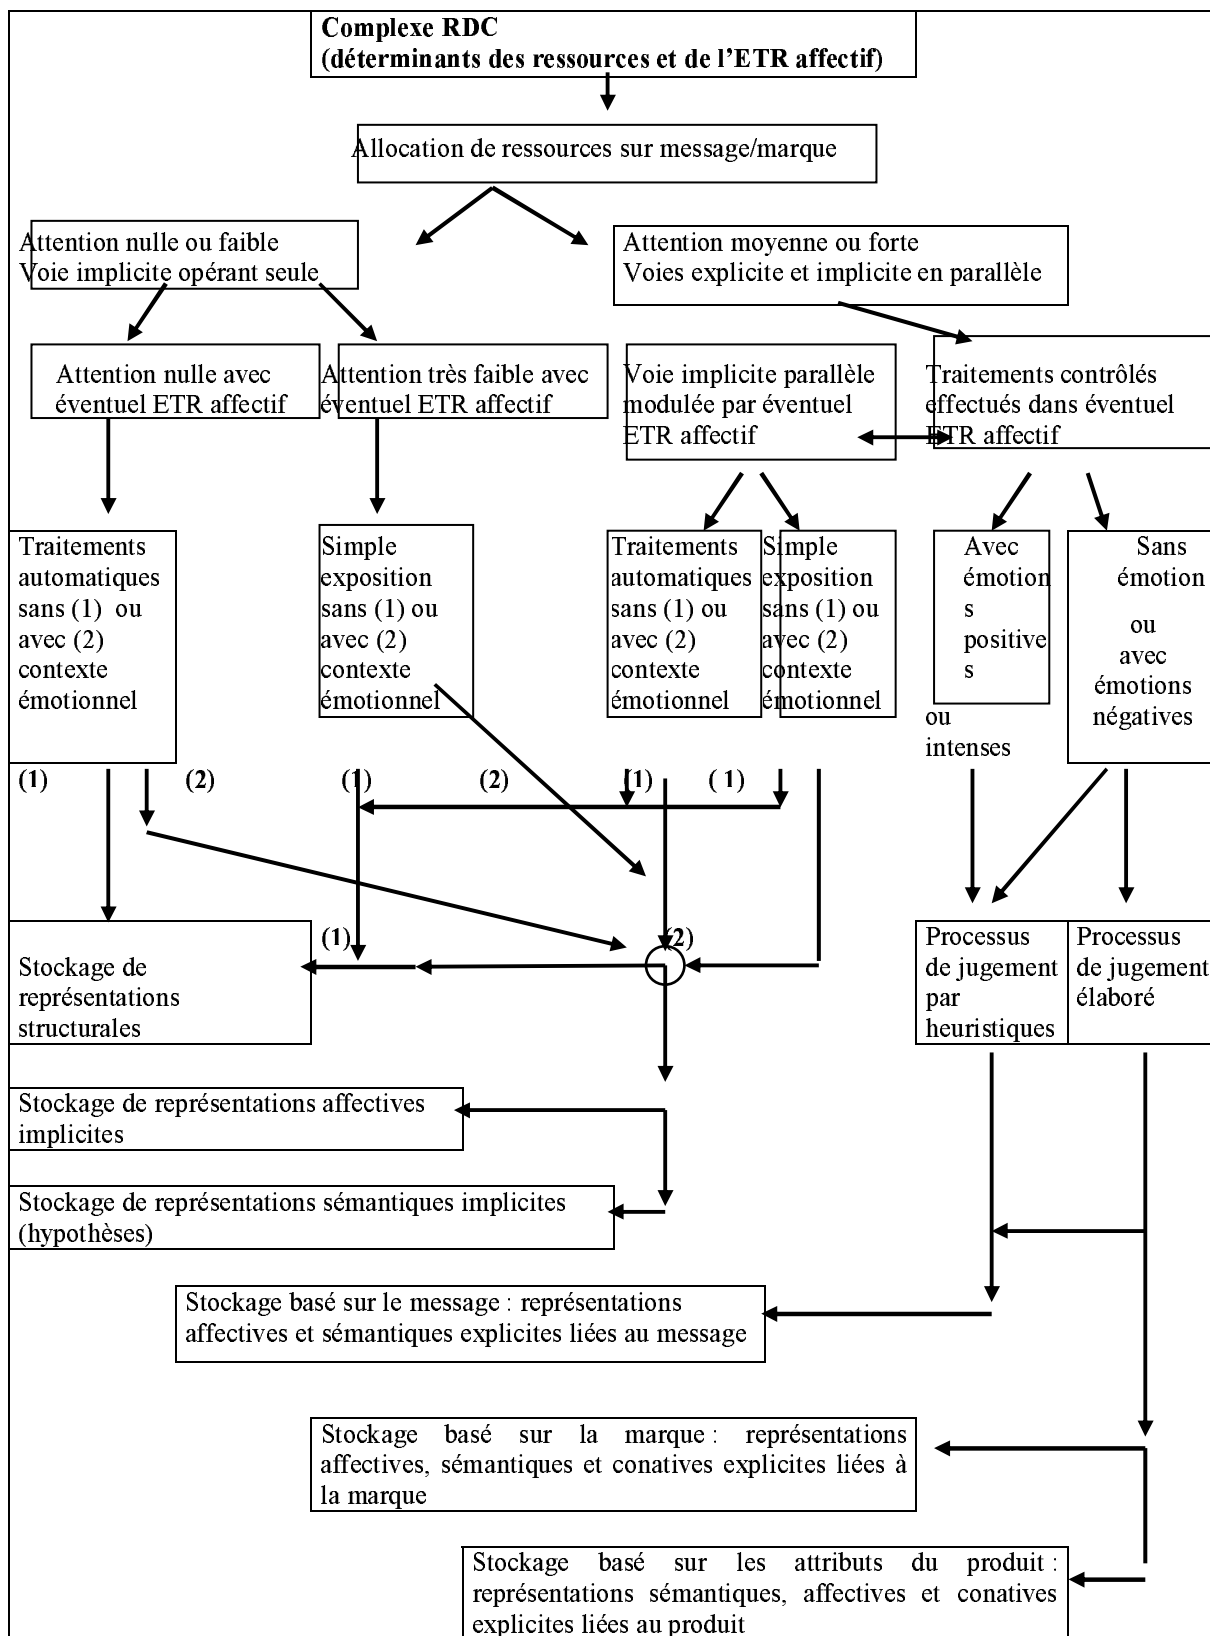 Complexe RDC
(déterminants des ressources et de l'ETR affectif)
Allocation de ressources sur message/marque
Attention nulle ou faible
Voie implicite opérant seule
Attention moyenne ou forte
Voies explicite et implicite en parallèle
Attention nulle avec
éventuel ETR affectif
Attention très faible avec
éventuel ETR affectif
Voie implicite parallèle
modulée par éventuel
ETR affectif
Traitements contrôlés
effectués dans éventuel
ETR affectif
Traitements
automatiques
sans (1) ou
avec (2)
contexte
émotionnel
Simple
exposition
sans (1) ou
avec (2)
contexte
émotionnel
Traitements
automatiques
sans (1) ou
avec (2)
contexte
émotionnel
Simple
exposition
sans (1) ou
avec (2)
contexte
émotionnel
Avec
émotion
s
positive
s
ou
intenses
Sans
émotion
ou
avec
émotions
négatives
(1)
(2)
(1)
(2)
(1)
( 1)
(1)
(2)
Stockage de
représentations
structurales
Processus
de jugement
par
heuristiques
Processus
de jugement
élaboré
Stockage de représentations affectives
implicites
Stockage de représentations sémantiques implicites
(hypothèses)
Stockage basé sur le message : représentations
affectives et sémantiques explicites liées au message
Stockage basé sur la marque : représentations
affectives, sémantiques et conatives explicites liées à
la marque
Stockage basé sur les attributs du produit :
représentations sémantiques, affectives et conatives
explicites liées au produit